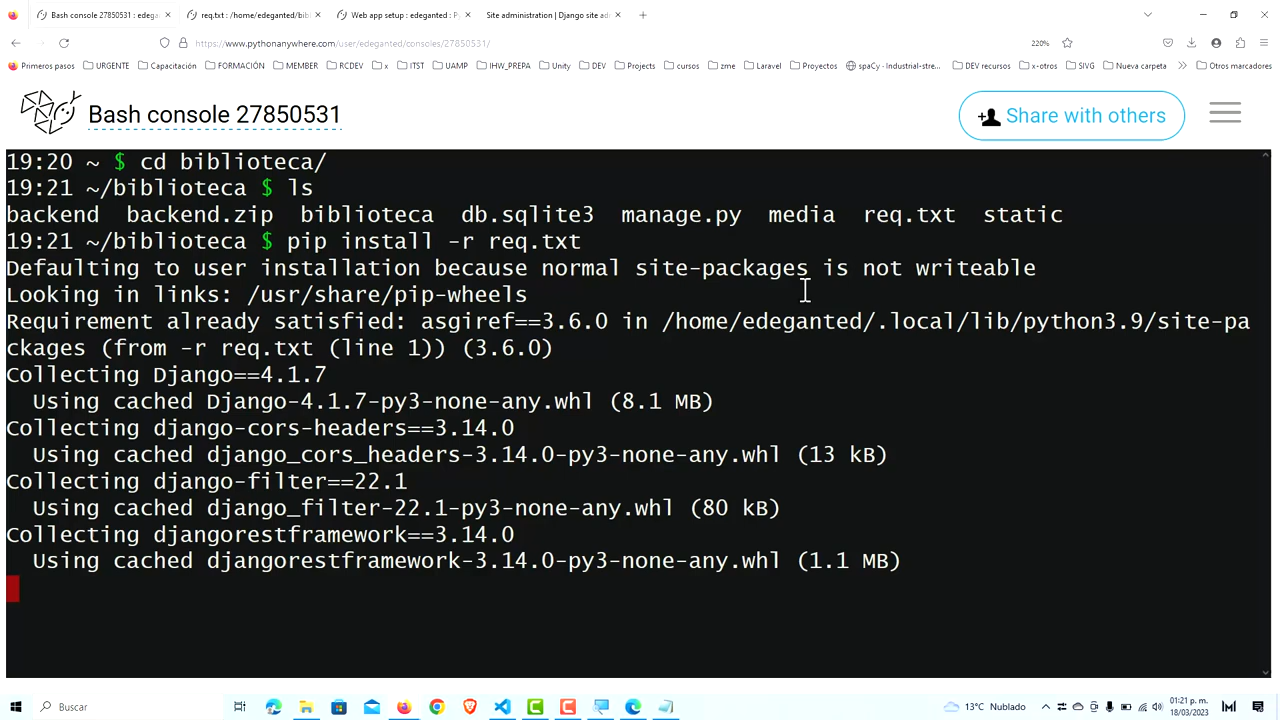 Bash console 27850531 : edega
req.txt : /home/edeganted/bibl
Web app setup : edeganted : Py
Site administration | Django site adm
https://www.pythonanywhere.com/user/edeganted/consoles/27850531/
220%
Primeros pasos
URGENTE
Capacitación
FORMACIÓN
MEMBER
RCDEV
x
ITST
UAMP
IHW_PREPA
Unity
DEV
Projects
cursos
zme
Laravel
Proyectos
spaCy · Industrial-stre...
DEV recursos
x-otros
SIVG
Nueva carpeta
Otros marcadores
Bash console 27850531
Share with others
19:20 ~ $ cd biblioteca/
19:21 ~/biblioteca $ ls
backend  backend.zip  biblioteca  db.sqlite3  manage.py  media  req.txt  static
19:21 ~/biblioteca $ pip install -r req.txt
Defaulting to user installation because normal site-packages is not writeable
Looking in links: /usr/share/pip-wheels
Requirement already satisfied: asgiref==3.6.0 in /home/edeganted/.local/lib/python3.9/site-pa
ckages (from -r req.txt (line 1)) (3.6.0)
Collecting Django==4.1.7
  Using cached Django-4.1.7-py3-none-any.whl (8.1 MB)
Collecting django-cors-headers==3.14.0
  Using cached django_cors_headers-3.14.0-py3-none-any.whl (13 kB)
Collecting django-filter==22.1
  Using cached django_filter-22.1-py3-none-any.whl (80 kB)
Collecting djangorestframework==3.14.0
  Using cached djangorestframework-3.14.0-py3-none-any.whl (1.1 MB)
Buscar
13°C Nublado
01:21 p. m.
18/03/2023